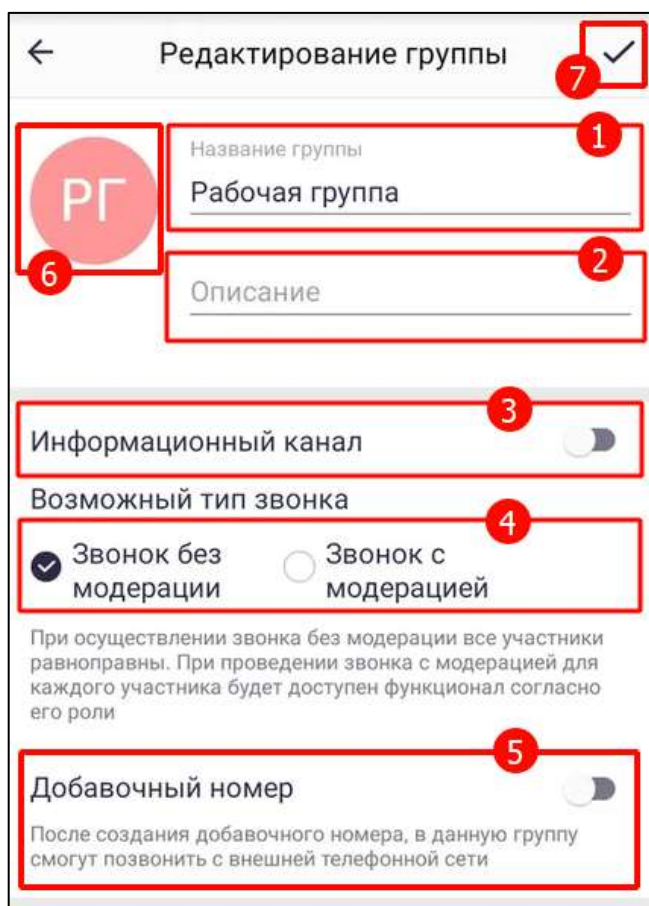 Редактирование группы
7
1
Название группы
РГ
Рабочая группа
6
2
Описание
3
Информационный канал
Возможный тип звонка
4
Звонок без модерации
Звонок с модерацией
При осуществлении звонка без модерации все участники
равноправны. При проведении звонка с модерацией для
каждого участника будет доступен функционал согласно
его роли
5
Добавочный номер
После создания добавочного номера, в данную группу
смогут позвонить с внешней телефонной сети